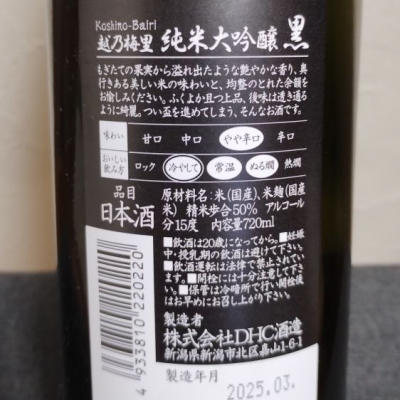 Koshino-Bairi
越乃梅里 純米大吟醸 黒
もぎたての果実から溢れ出たような艶やかな香り、奥
行きある美しい米の味わいと、均整のとれた余韻を
お愉しみください。ふくよか且つ上品、後味は透き通る
ように綺麗。つい盃を進めてしまう、そんなお酒です。
味わい 甘口 中口 やや辛口 辛口
おいしい飲み方 ロック 冷やして 常温 ぬる燗 熱燗
品目
日本酒
原材料名:米(国産)、米麹(国産
米) 精米歩合50% アルコール
分15度 内容量720ml
■飲酒は20歳になってから。■妊娠
中・授乳期の飲酒は避けて下さい。
■飲酒運転は法律で禁止されてい
ます。■開栓には十分注意して下さ
い。■保管は冷暗所で行い開栓後
はお早めにお召し上がり下さい。
製造者
株式会社DHC酒造
新潟県新潟市北区嘉山1-6-1
製造年月 2025.03.
4 933810 220220